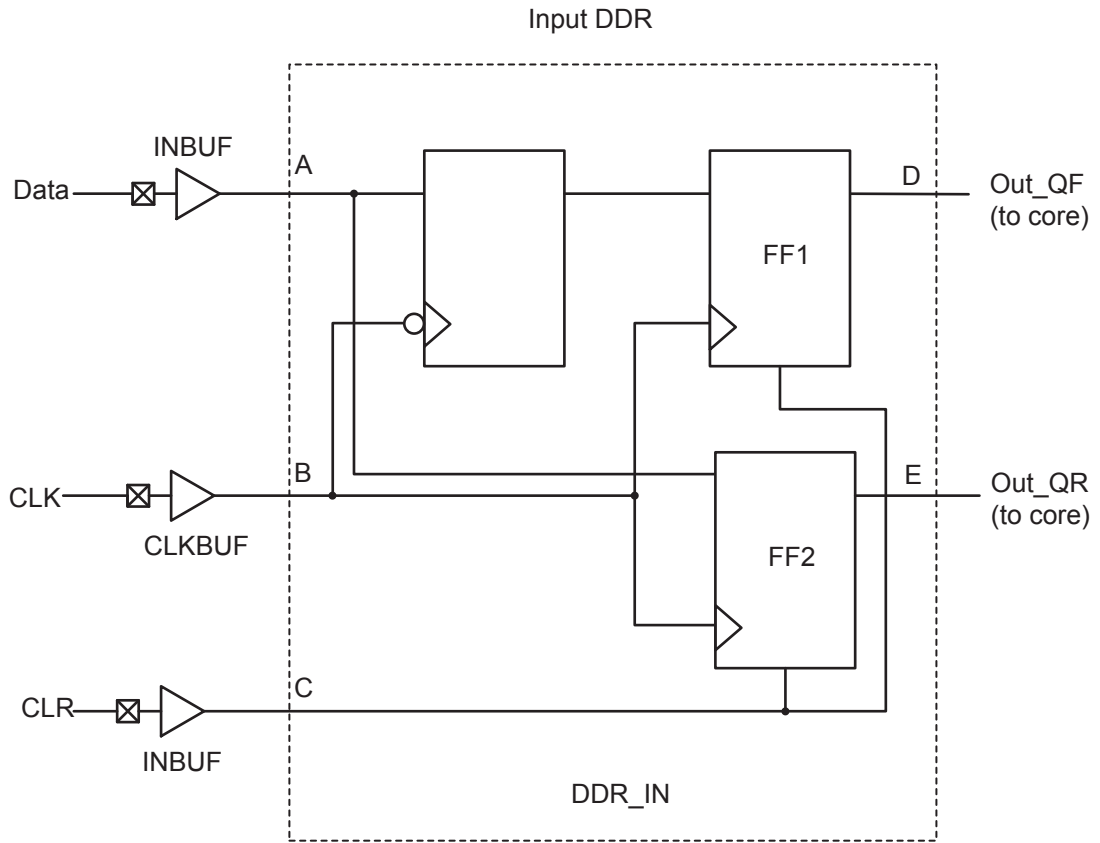 Input DDR
INBUF
A
Data
D
Out_QF
(to core)
FF1
B
CLK
CLKBUF
E
Out_QR
(to core)
FF2
C
CLR
INBUF
DDR_IN